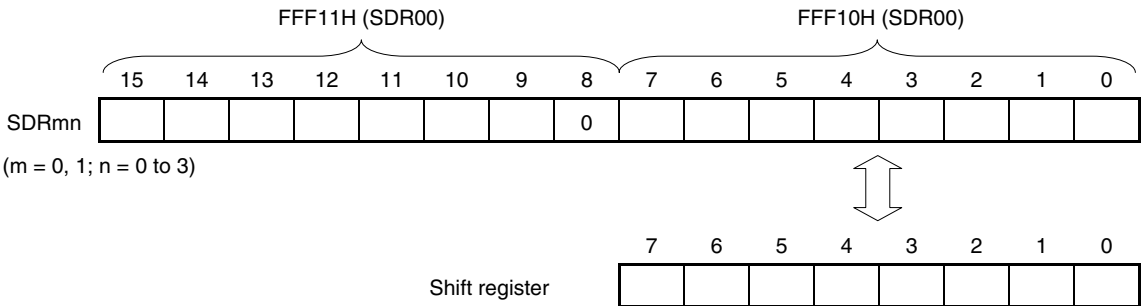 FFF11H (SDR00) FFF10H (SDR00)
15 14 13 12 11 10 9 8 7 6 5 4 3 2 1 0
SDRmn 0
(m = 0, 1; n = 0 to 3)
7 6 5 4 3 2 1 0
Shift register